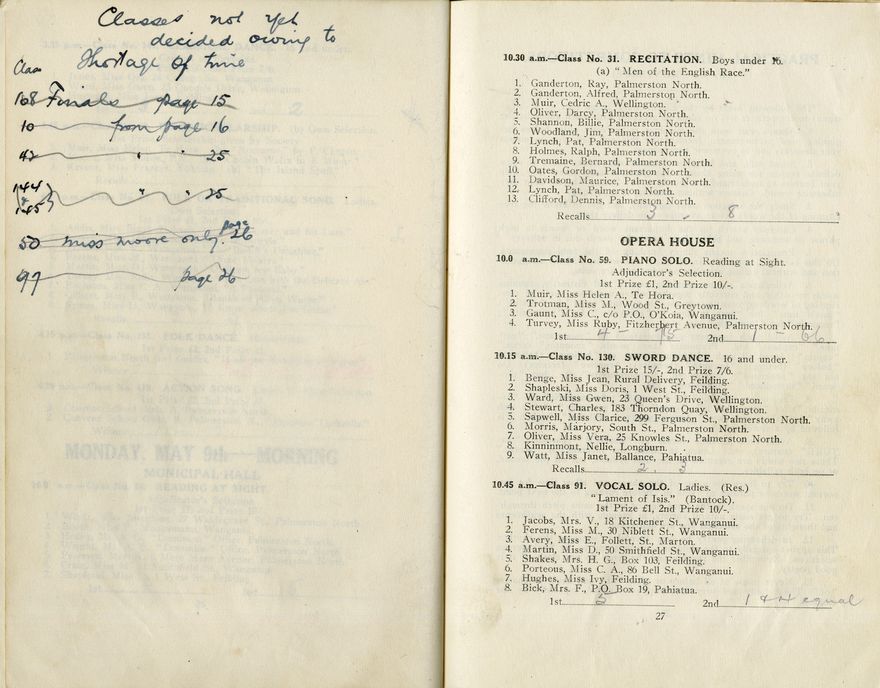 Classes not yet
decided owing to
Shortage of time
Class
168 Finals page 15
10 from page 16
42 " " 25
144
& " 25
145
50 miss moore only. page 26
97 page 26
MONDAY, MAY 9th—MORNING
MUNICIPAL HALL
10.30 a.m.—Class No. 31. RECITATION. Boys under 16.
(a) "Men of the English Race."
1. Ganderton, Ray, Palmerston North.
2. Ganderton, Alfred, Palmerston North.
3. Muir, Cedric A., Wellington.
4. Oliver, Darcy, Palmerston North.
5. Shannon, Billie, Palmerston North.
6. Woodland, Jim, Palmerston North.
7. Lynch, Pat, Palmerston North.
8. Holmes, Ralph, Palmerston North.
9. Tremaine, Bernard, Palmerston North.
10. Oates, Gordon, Palmerston North.
11. Davidson, Maurice, Palmerston North.
12. Lynch, Pat, Palmerston North.
13. Clifford, Dennis, Palmerston North.
Recalls 3 - 8
OPERA HOUSE
10.0 a.m.—Class No. 59. PIANO SOLO. Reading at Sight.
Adjudicator's Selection.
1st Prize £1, 2nd Prize 10/-.
1. Muir, Miss Helen A., Te Hora.
2. Trotman, Miss M., Wood St., Greytown.
3. Gaunt, Miss C., c/o P.O., O'Koia, Wanganui.
4. Turvey, Miss Ruby, Fitzherbert Avenue, Palmerston North.
1st 4 - 75 2nd 1 - 66
10.15 a.m.—Class No. 130. SWORD DANCE. 16 and under.
1st Prize 15/-, 2nd Prize 7/6.
1. Benge, Miss Jean, Rural Delivery, Feilding.
2. Shapleski, Miss Doris, 1 West St., Feilding.
3. Ward, Miss Gwen, 23 Queen's Drive, Wellington.
4. Stewart, Charles, 183 Thorndon Quay, Wellington.
5. Sapwell, Miss Clarice, 299 Ferguson St., Palmerston North.
6. Morris, Marjory, South St., Palmerston North.
7. Oliver, Miss Vera, 25 Knowles St., Palmerston North.
8. Kinninmont, Nellie, Longburn.
9. Watt, Miss Janet, Ballance, Pahiatua.
Recalls 2. 3
10.45 a.m.—Class 91. VOCAL SOLO. Ladies. (Res.)
"Lament of Isis." (Bantock).
1st Prize £1, 2nd Prize 10/-.
1. Jacobs, Mrs. V., 18 Kitchener St., Wanganui.
2. Ferens, Miss M., 30 Niblett St., Wanganui.
3. Avery, Miss E., Follett, St., Marton.
4. Martin, Miss D., 50 Smithfield St., Wanganui.
5. Shakes, Mrs. H. G., Box 103, Feilding.
6. Porteous, Miss C. A., 86 Bell St., Wanganui.
7. Hughes, Miss Ivy, Feilding.
8. Bick, Mrs. F., P.O. Box 19, Pahiatua.
1st 5 2nd 1 & 4 equal
27